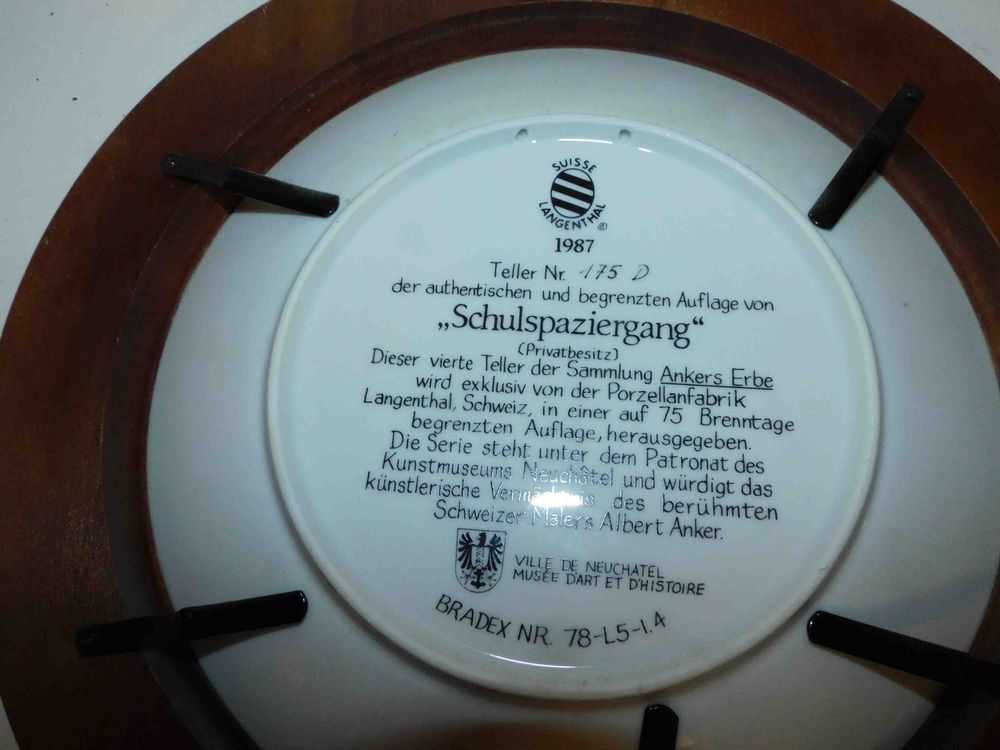 SUISSE
LANGENTHAL ©
1987
Teller Nr. 175 D
der authentischen und begrenzten Auflage von
„Schulspaziergang“
(Privatbesitz)
Dieser vierte Teller der Sammlung Ankers Erbe
wird exklusiv von der Porzellanfabrik
Langenthal, Schweiz, in einer auf 75 Brenntage
begrenzten Auflage, herausgegeben.
Die Serie steht unter dem Patronat des
Kunstmuseums Neuchâtel und würdigt das
künstlerische Vermächtnis des berühmten
Schweizer Malers Albert Anker.
VILLE DE NEUCHATEL
MUSÉE D'ART ET D'HISTOIRE
BRADEX NR. 78-L5-1.4